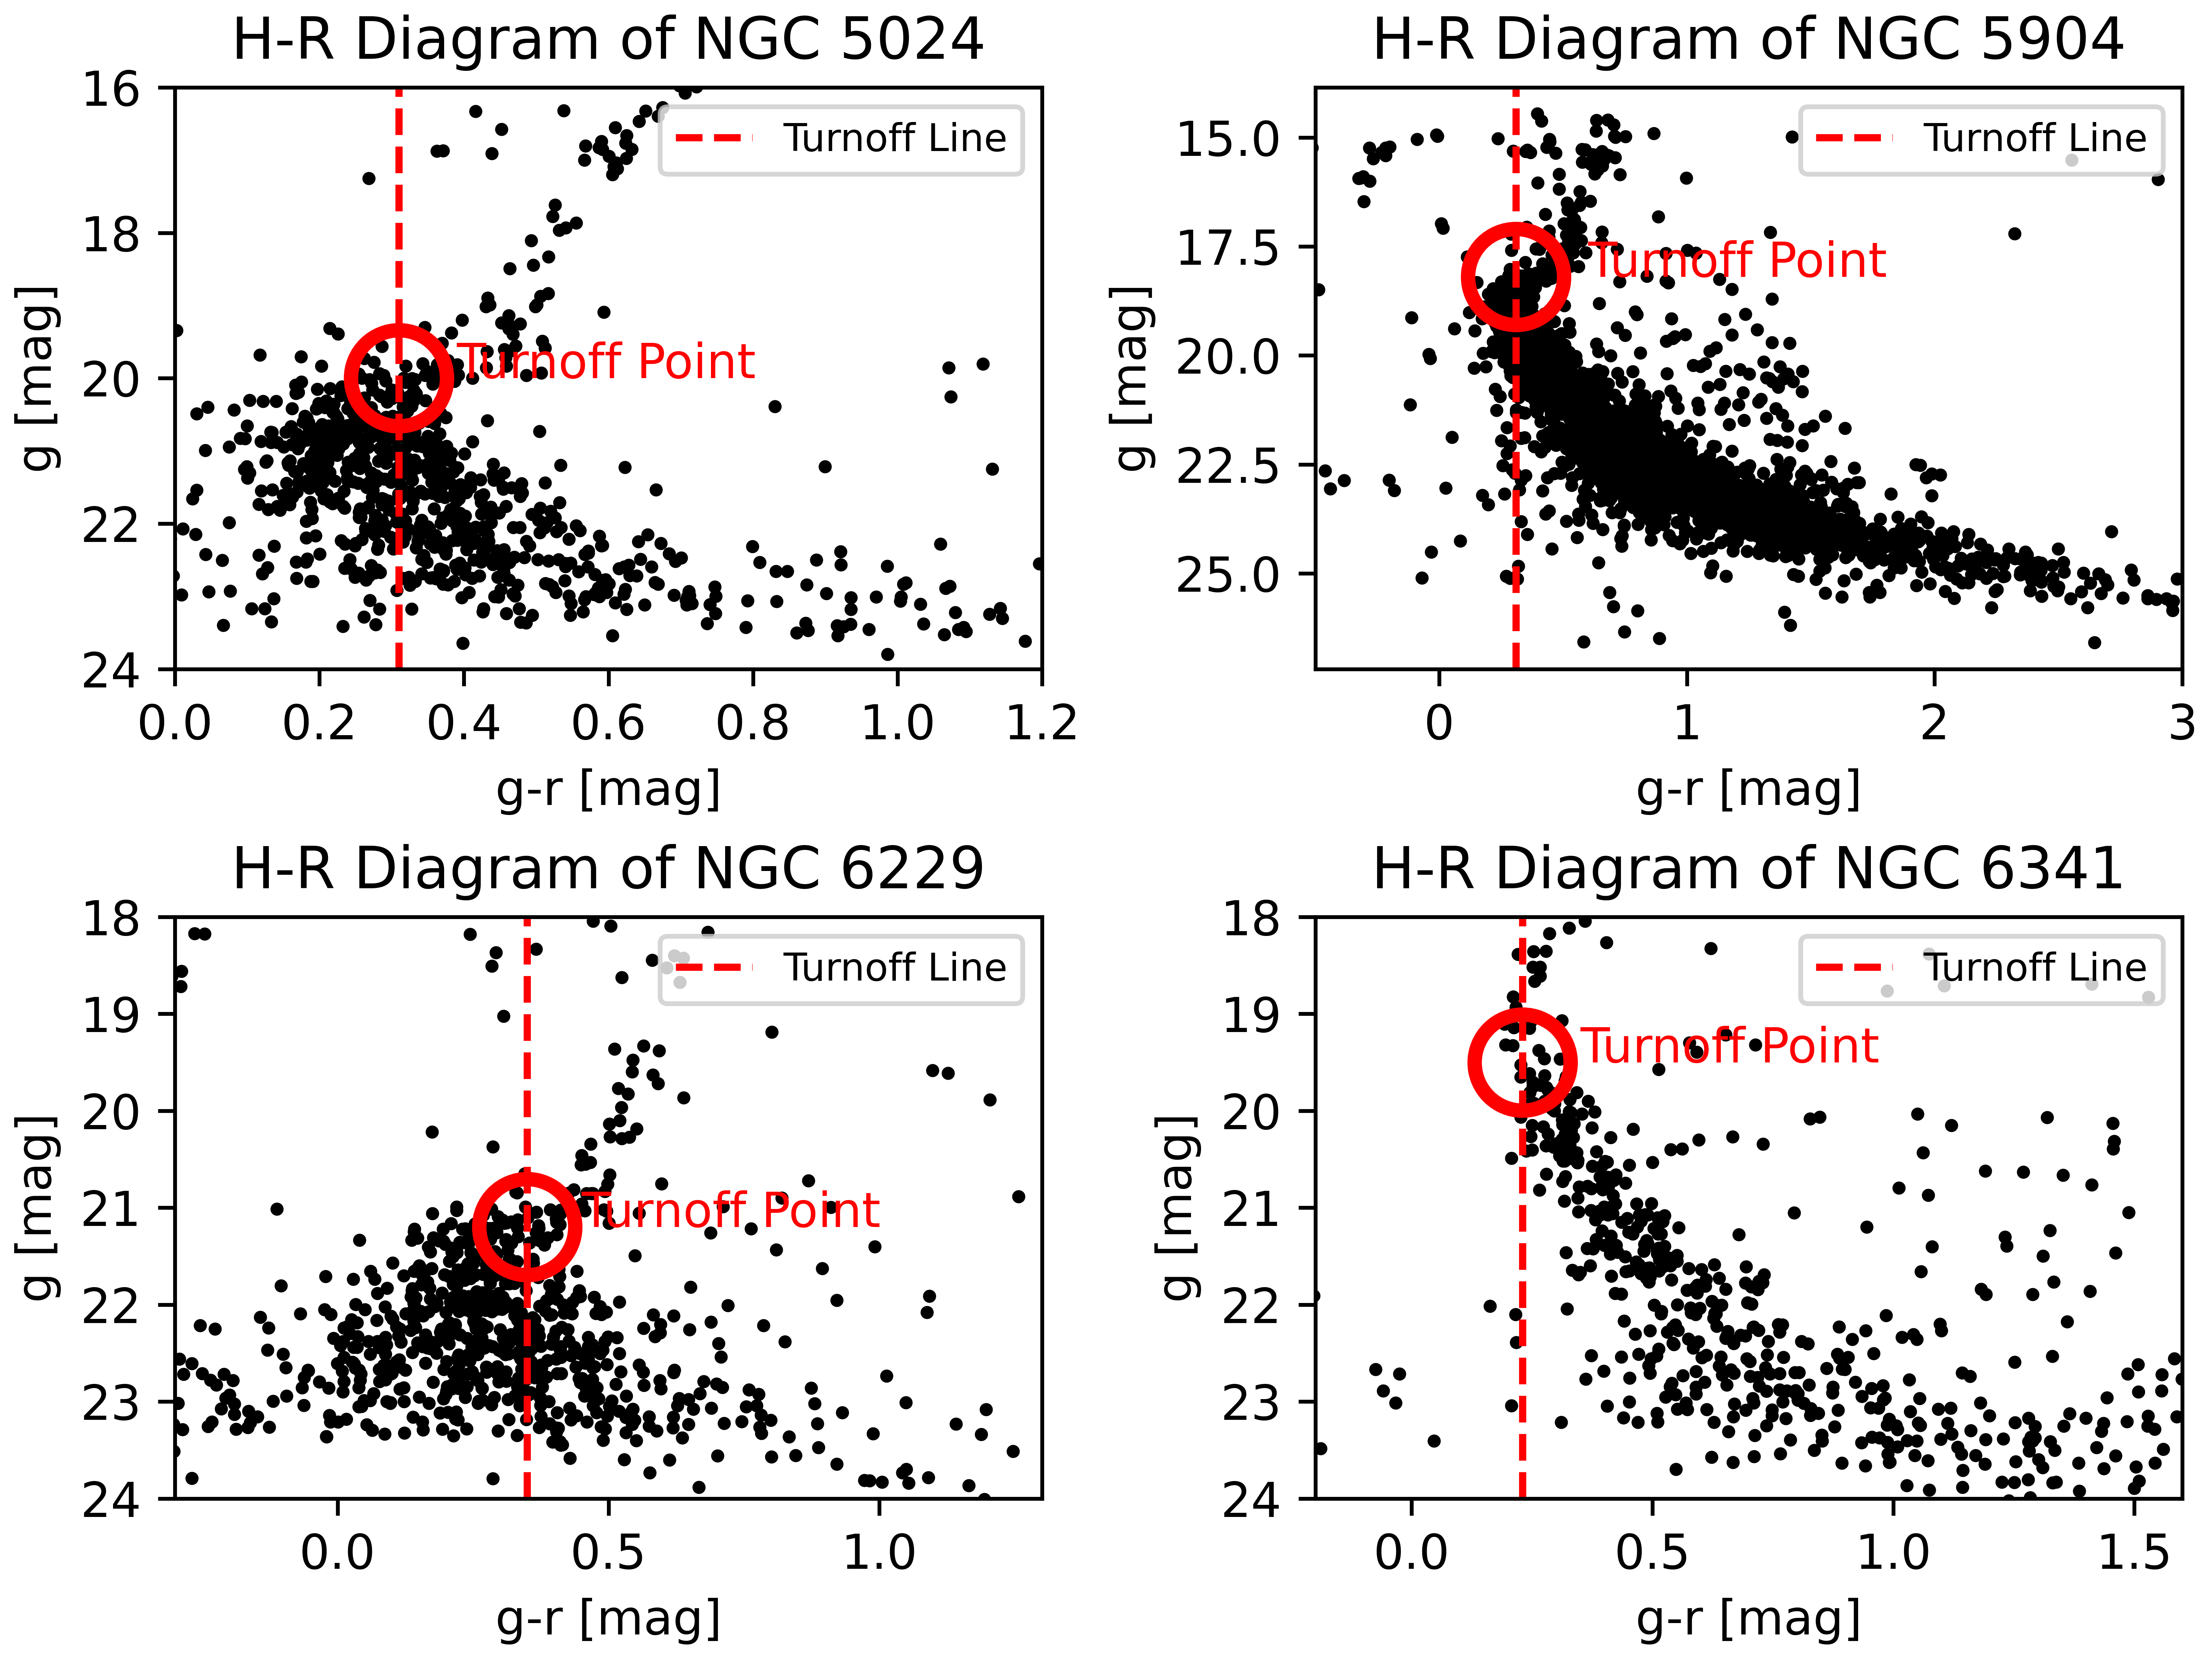 H-R Diagram of NGC 5024
16
18
20
22
24
g [mag]
Turnoff Line
Turnoff Point
0.0 0.2 0.4 0.6 0.8 1.0 1.2
g-r [mag]
H-R Diagram of NGC 5904
15.0
17.5
20.0
22.5
25.0
g [mag]
Turnoff Line
Turnoff Point
0 1 2 3
g-r [mag]
H-R Diagram of NGC 6229
18
19
20
21
22
23
24
g [mag]
Turnoff Line
Turnoff Point
0.0 0.5 1.0
g-r [mag]
H-R Diagram of NGC 6341
18
19
20
21
22
23
24
g [mag]
Turnoff Line
Turnoff Point
0.0 0.5 1.0 1.5
g-r [mag]